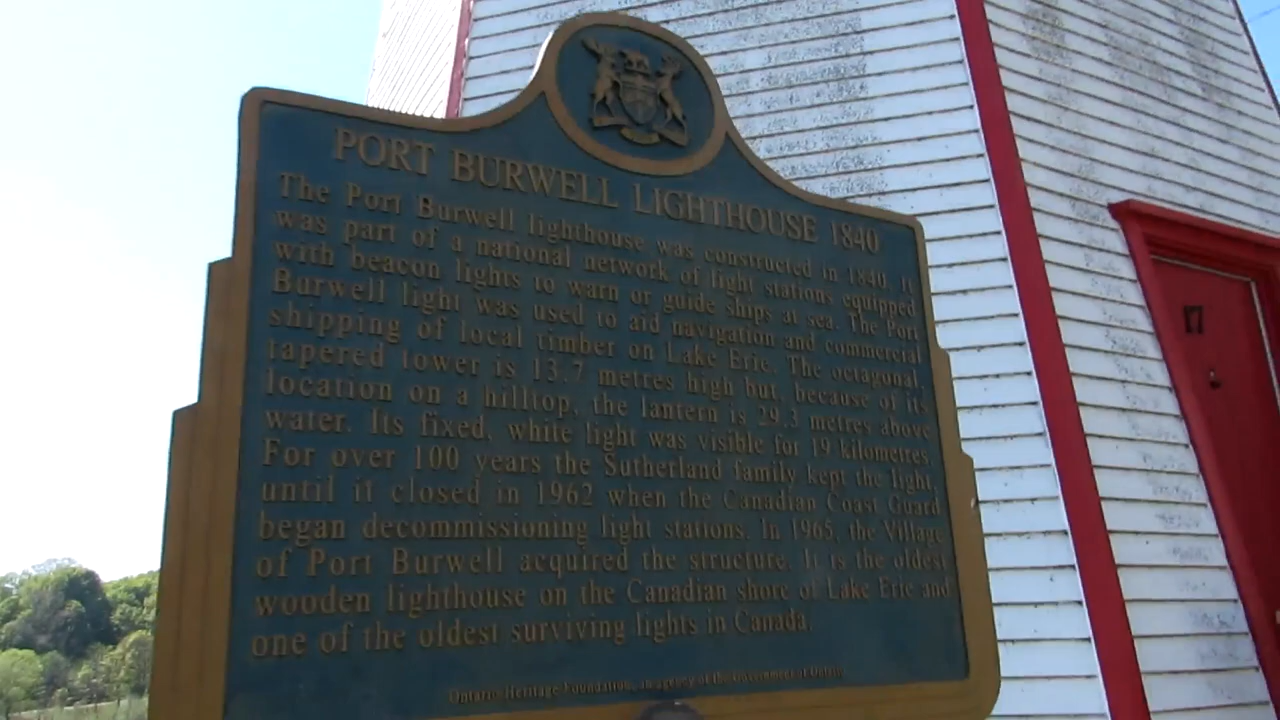 PORT BURWELL LIGHTHOUSE 1840
The Port Burwell lighthouse was constructed in 1840. It
was part of a national network of light stations equipped
with beacon lights to warn or guide ships at sea. The Port
Burwell light was used to aid navigation and commercial
shipping of local timber on Lake Erie. The octagonal,
tapered tower is 13.7 metres high but, because of its
location on a hilltop, the lantern is 29.3 metres above
water. Its fixed, white light was visible for 19 kilometres.
For over 100 years the Sutherland family kept the light,
until it closed in 1962 when the Canadian Coast Guard
began decommissioning light stations. In 1965, the Village
of Port Burwell acquired the structure. It is the oldest
wooden lighthouse on the Canadian shore of Lake Erie and
one of the oldest surviving lights in Canada.
Ontario Heritage Foundation, an agency of the Government of Ontario
17